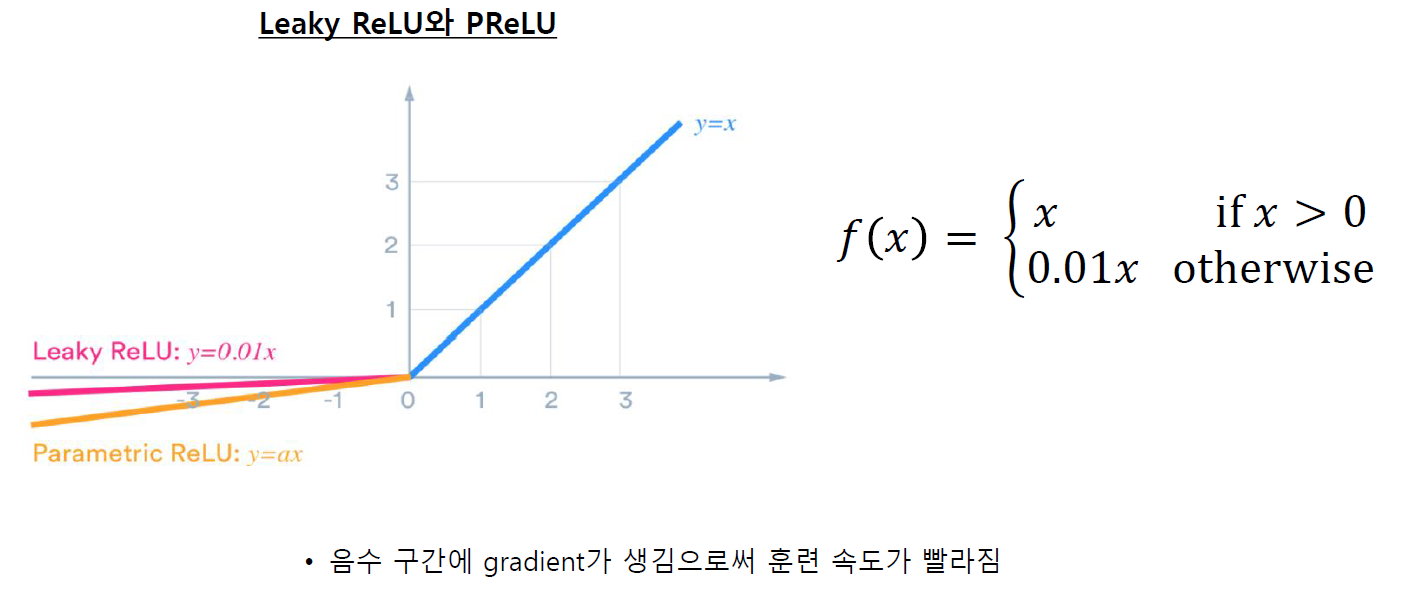 Leaky ReLU와 PReLU
y=x
3
2
1
f(x) = { x if x > 0
0.01x otherwise
Leaky ReLU: y=0.01x
-3 -2 -1 0 1 2 3
Parametric ReLU: y=ax
• 음수 구간에 gradient가 생김으로써 훈련 속도가 빨라짐